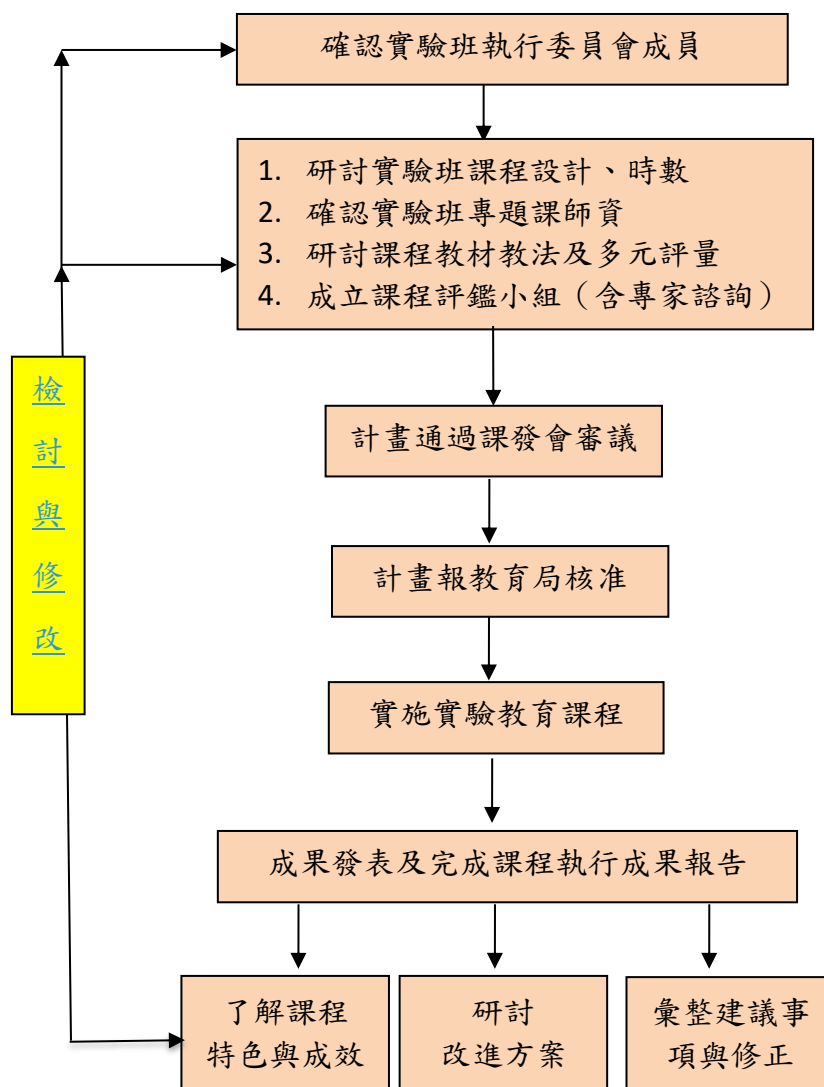 確認實驗班執行委員會成員
1. 研討實驗班課程設計、時數
2. 確認實驗班專題課師資
3. 研討課程教材教法及多元評量
4. 成立課程評鑑小組（含專家諮詢）
檢
討
與
修
改
計畫通過課發會審議
計畫報教育局核准
實施實驗教育課程
成果發表及完成課程執行成果報告
了解課程
特色與成效
研討
改進方案
彙整建議事
項與修正